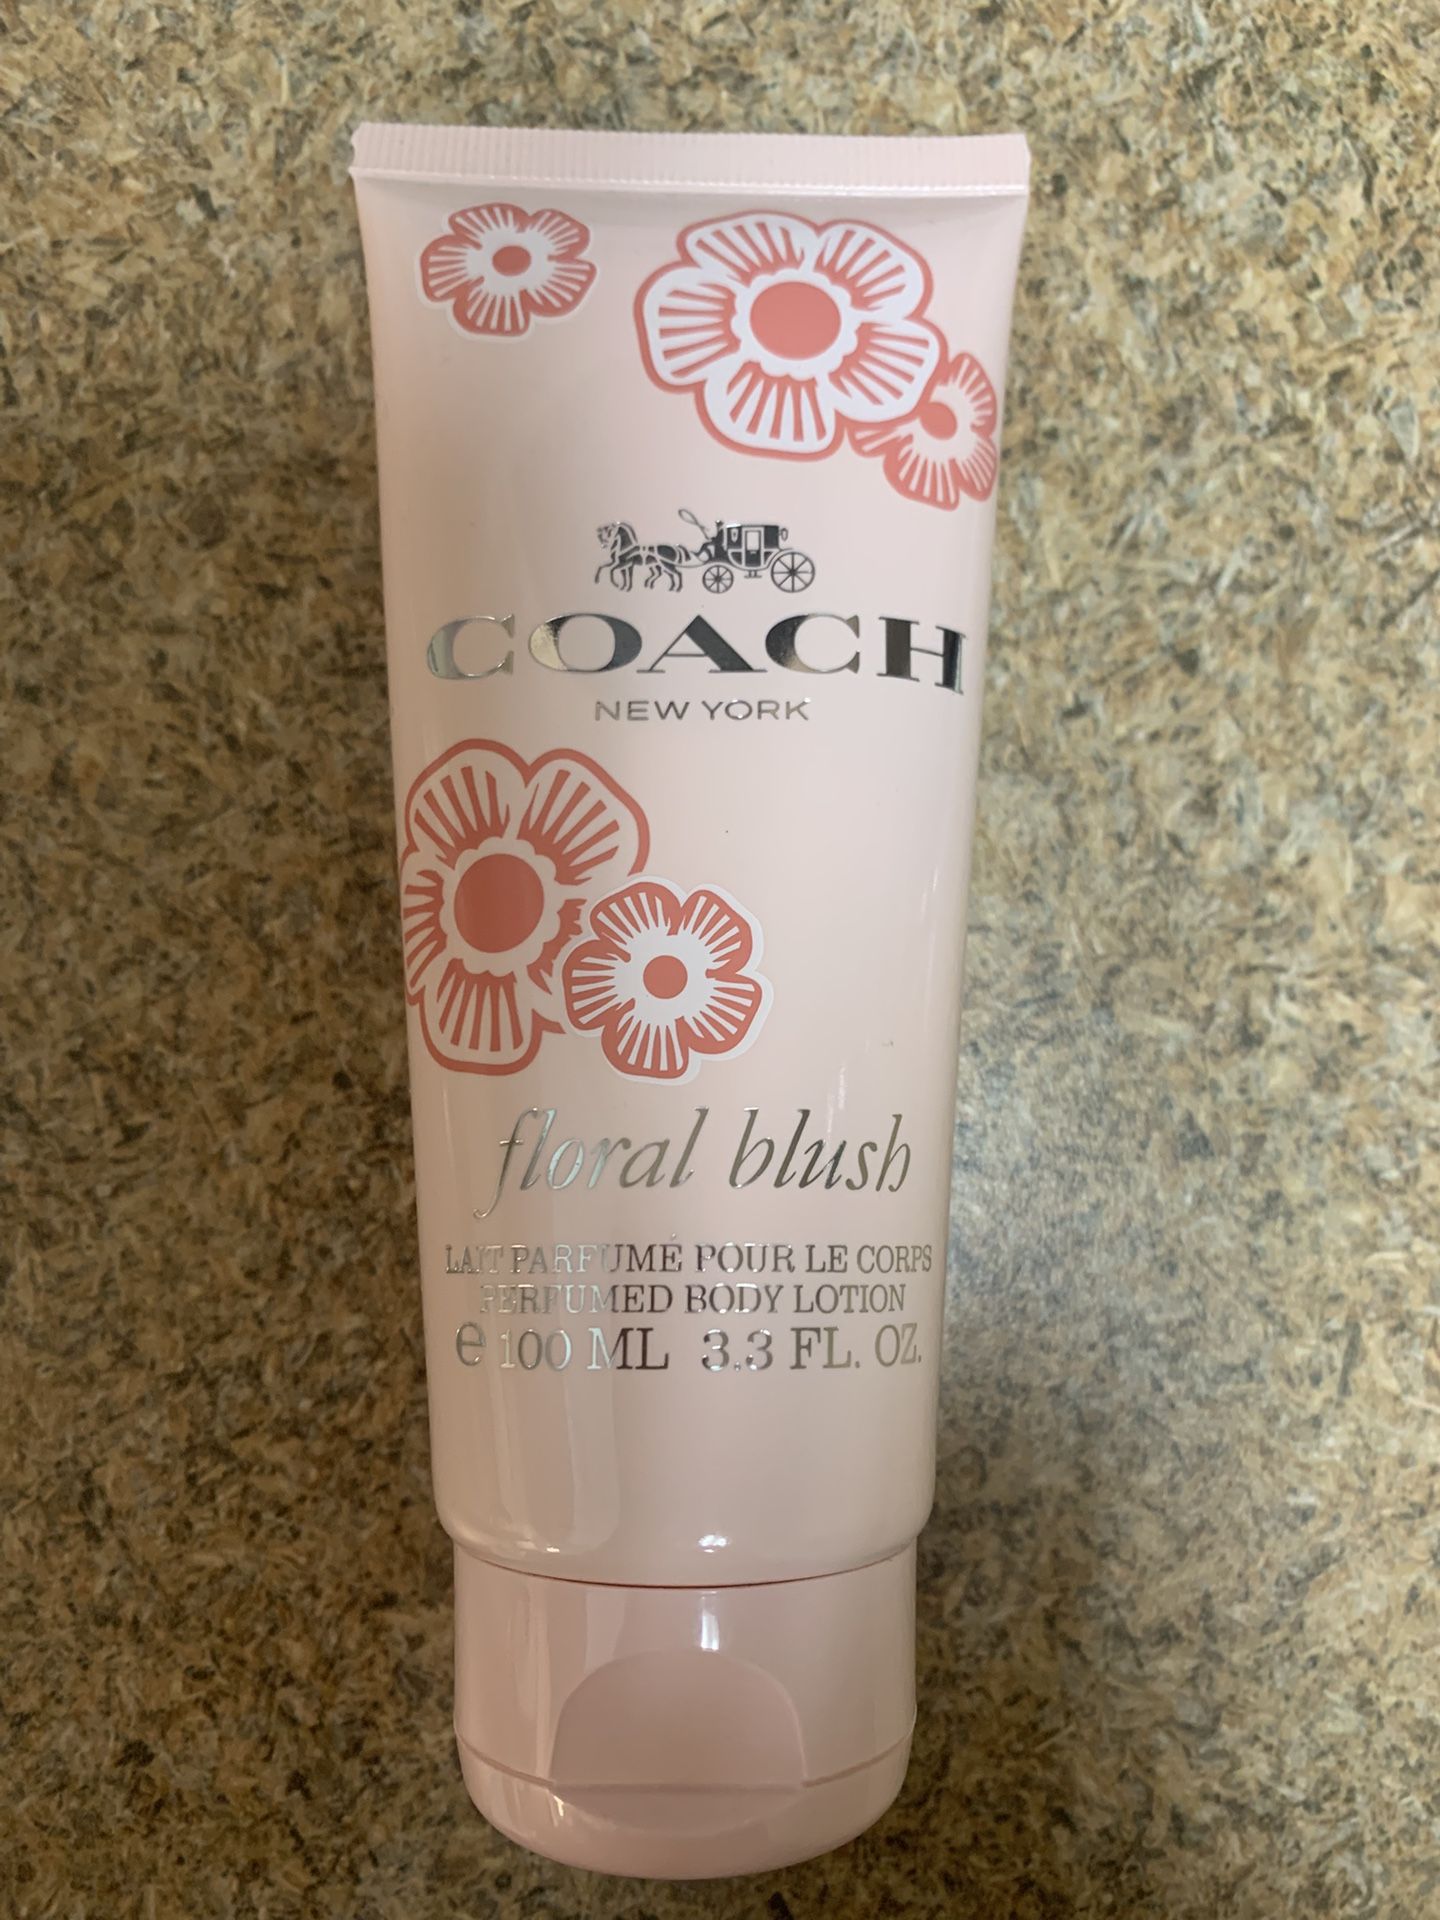 COACH
NEW YORK
floral blush
LAIT PARFUMÉ POUR LE CORPS
PERFUMED BODY LOTION
℮ 100 ML 3.3 FL. OZ.